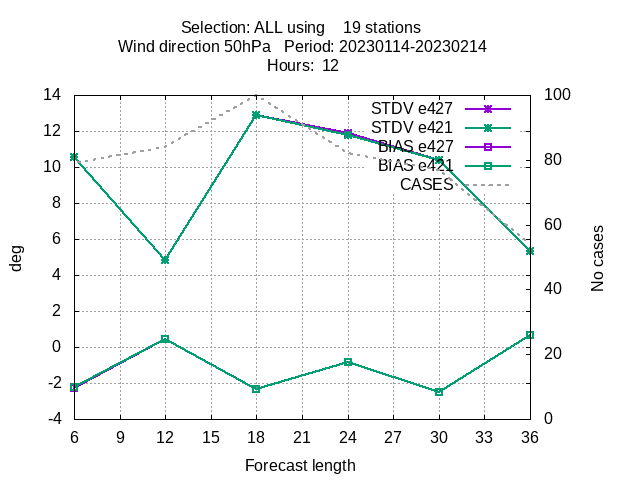 Selection: ALL using    19 stations
Wind direction 50hPa   Period: 20230114-20230214
Hours:  12
14
12
10
8
6
4
2
0
-2
-4
deg
100
80
60
40
20
0
No cases
STDV e427
STDV e421
BIAS e427
BIAS e421
CASES
6 9 12 15 18 21 24 27 30 33 36
Forecast length